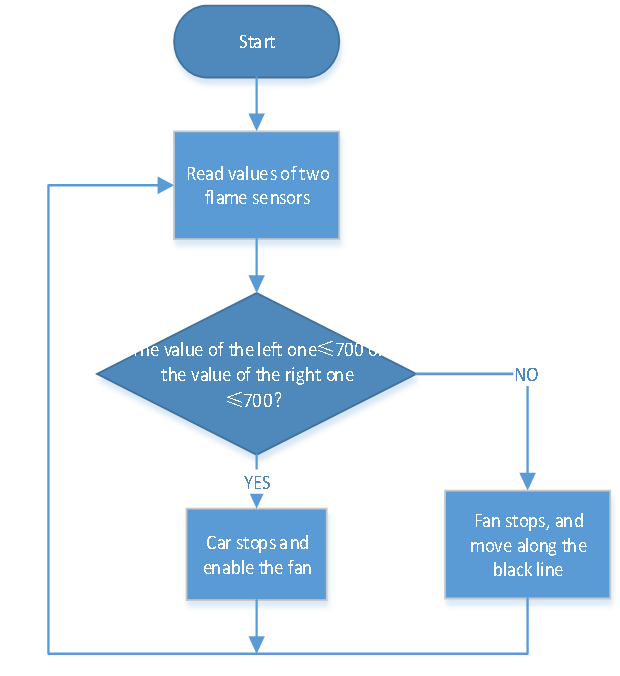 Start
Read values of two
flame sensors
The value of the left one≤700 or
the value of the right one
≤700?
NO
YES
Car stops and
enable the fan
Fan stops, and
move along the
black line